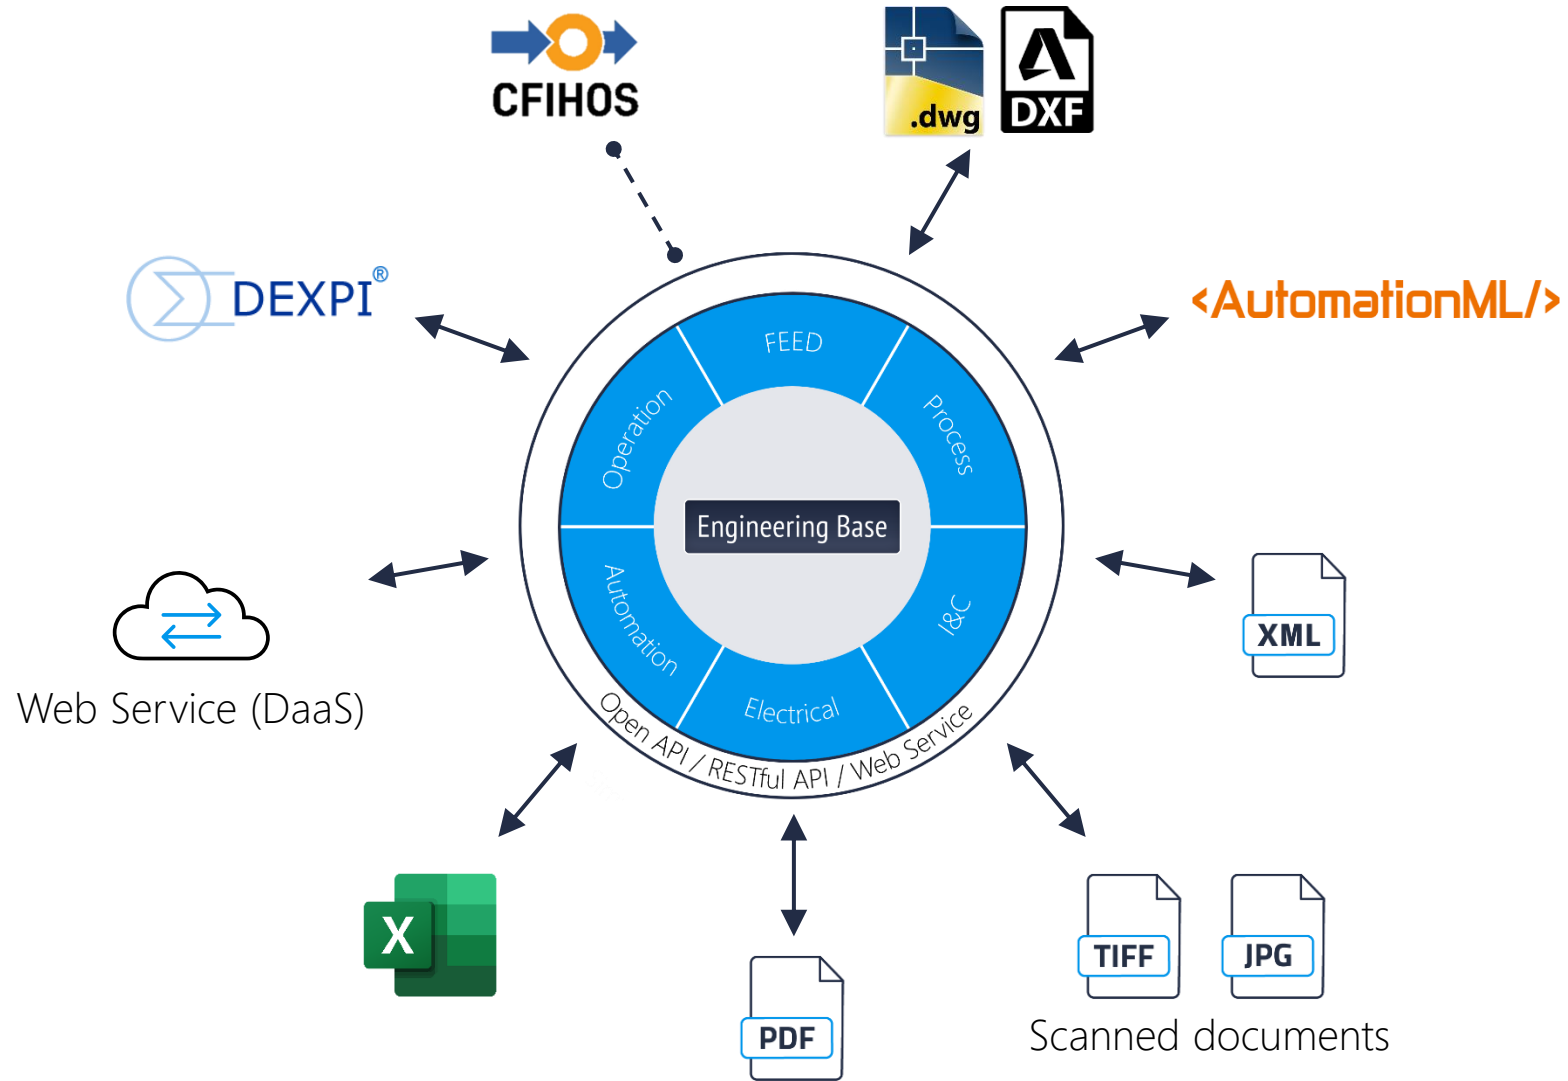 CFIHOS
.dwg
DXF
DEXPI®
<AutomationML/>
FEED
Operation
Process
Engineering Base
Automation
I&C
Electrical
Open API / RESTful API / Web Service
XML
Web Service (DaaS)
X
TIFF
JPG
PDF
Scanned documents